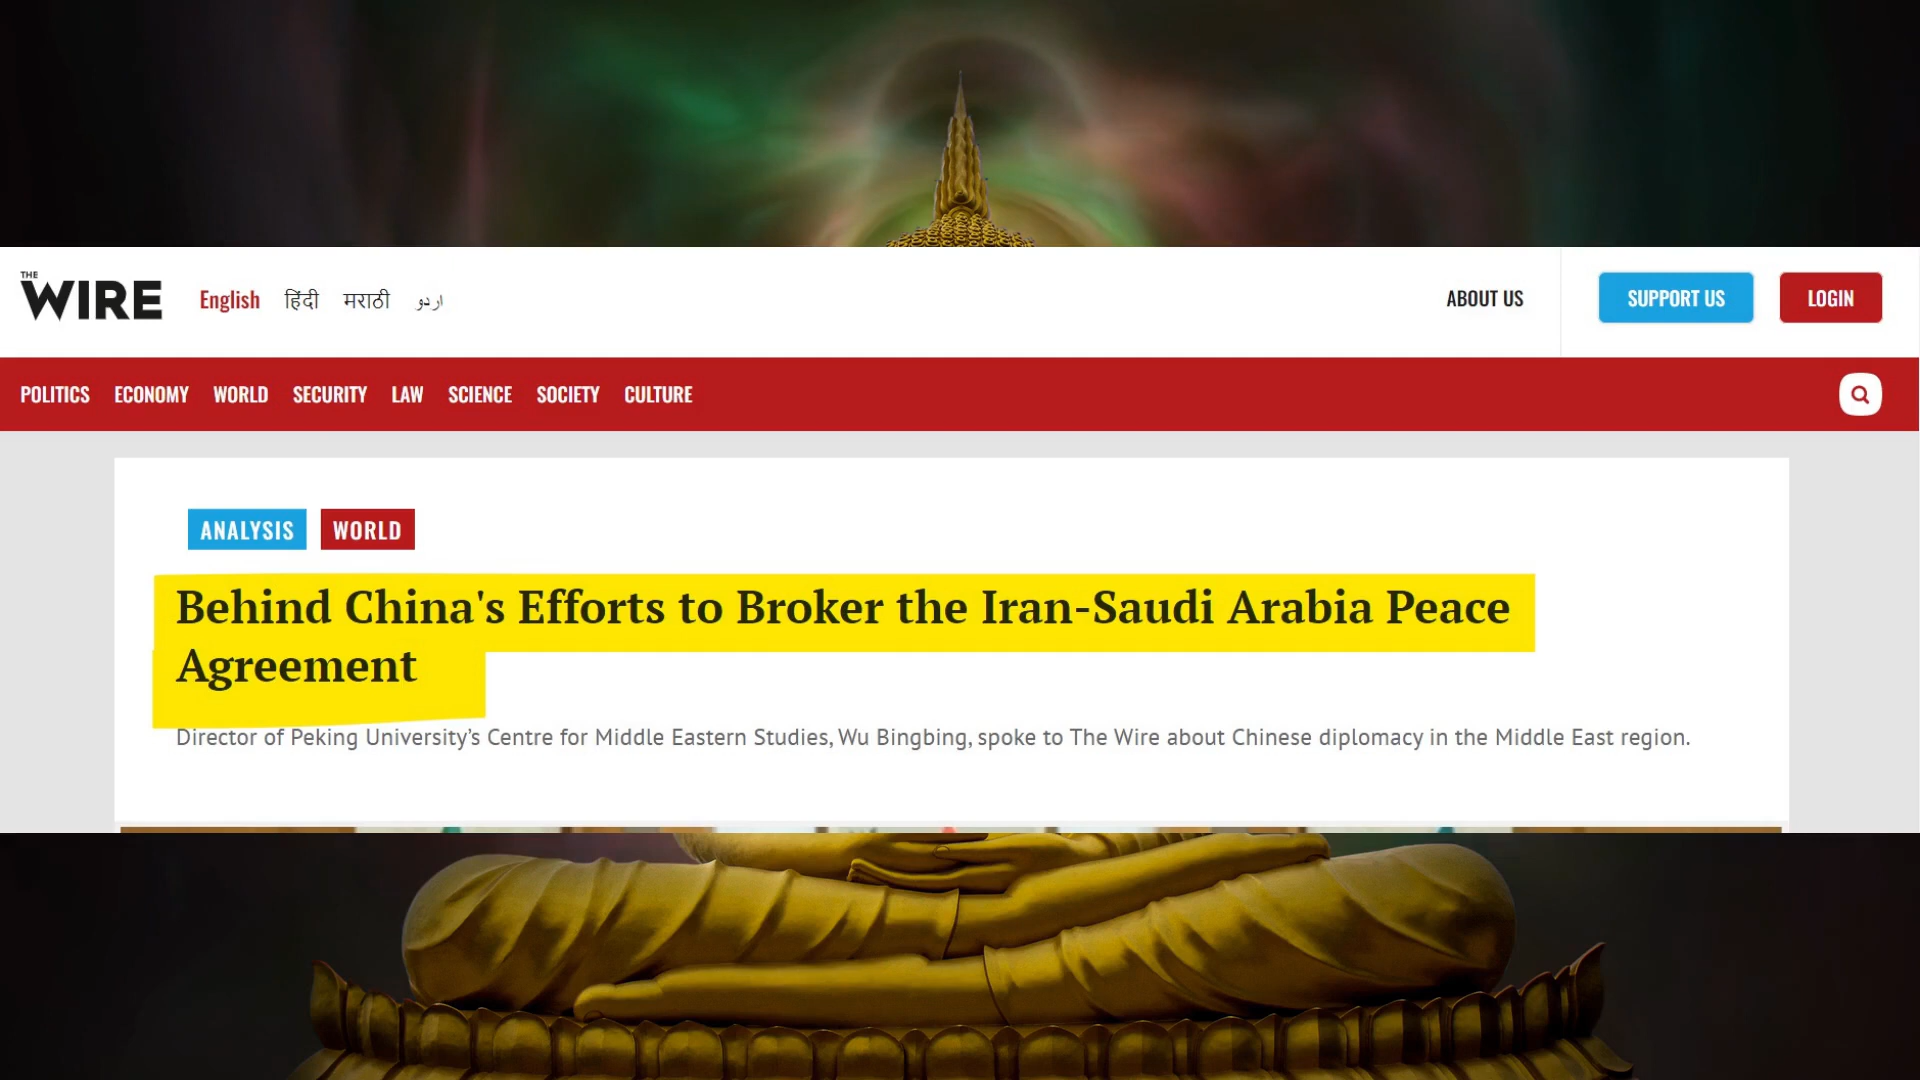 THE
WIRE
English हिंदी मराठी اردو
ABOUT US
SUPPORT US
LOGIN
POLITICS ECONOMY WORLD SECURITY LAW SCIENCE SOCIETY CULTURE
ANALYSIS WORLD
Behind China's Efforts to Broker the Iran-Saudi Arabia Peace
Agreement
Director of Peking University’s Centre for Middle Eastern Studies, Wu Bingbing, spoke to The Wire about Chinese diplomacy in the Middle East region.